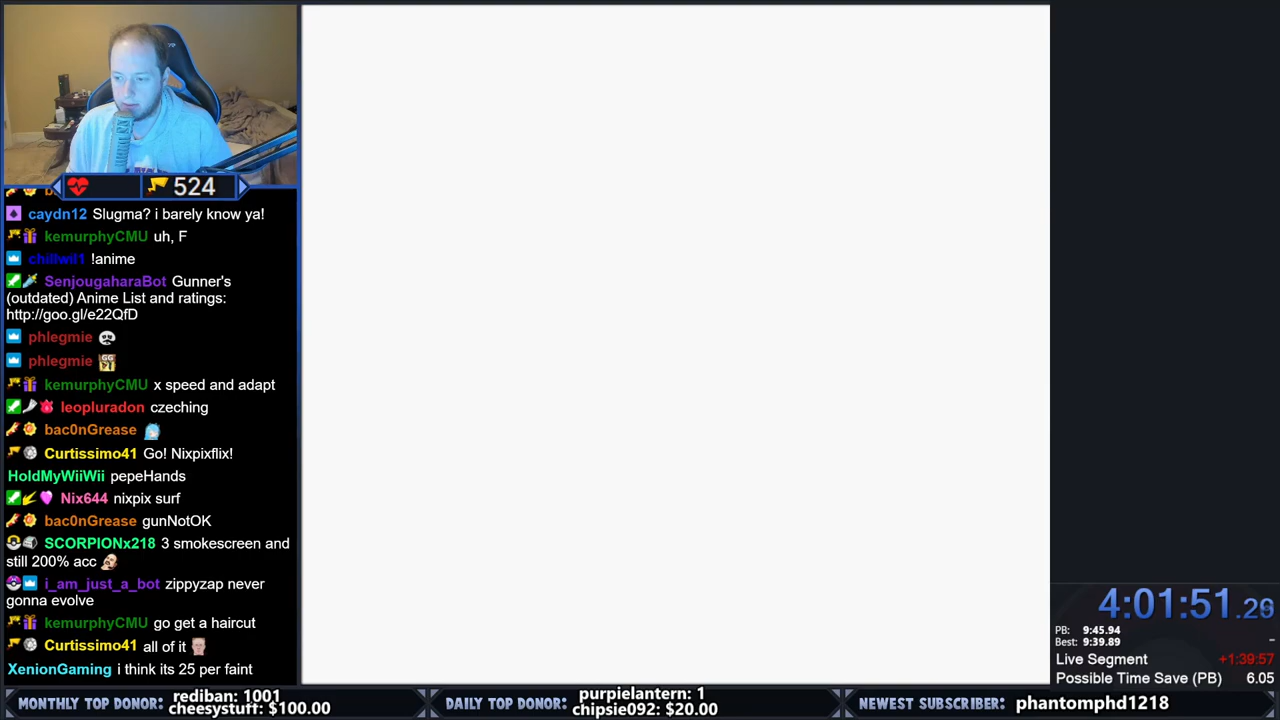 524
caydn12 Slugma? i barely know ya!
kemurphyCMU uh, F
chillwil1 !anime
SenjougaharaBot Gunner's
(outdated) Anime List and ratings:
http://goo.gl/e22QfD
phlegmie
phlegmie
kemurphyCMU x speed and adapt
leopluradon czeching
bac0nGrease
Curtissimo41 Go! Nixpixflix!
HoldMyWiiWii pepeHands
Nix644 nixpix surf
bac0nGrease gunNotOK
SCORPIONx218 3 smokescreen and
still 200% acc
i_am_just_a_bot zippyzap never
gonna evolve
kemurphyCMU go get a haircut
Curtissimo41 all of it
XenionGaming i think its 25 per faint
4:01:51.29
PB: 9:45.94
Best: 9:39.89 -
Live Segment +1:39:57
Possible Time Save (PB) 6.05
MONTHLY TOP DONOR: rediban: 1001
cheesystuff: $100.00
DAILY TOP DONOR: purpielantern: 1
chipsie092: $20.00
NEWEST SUBSCRIBER: phantomphd1218